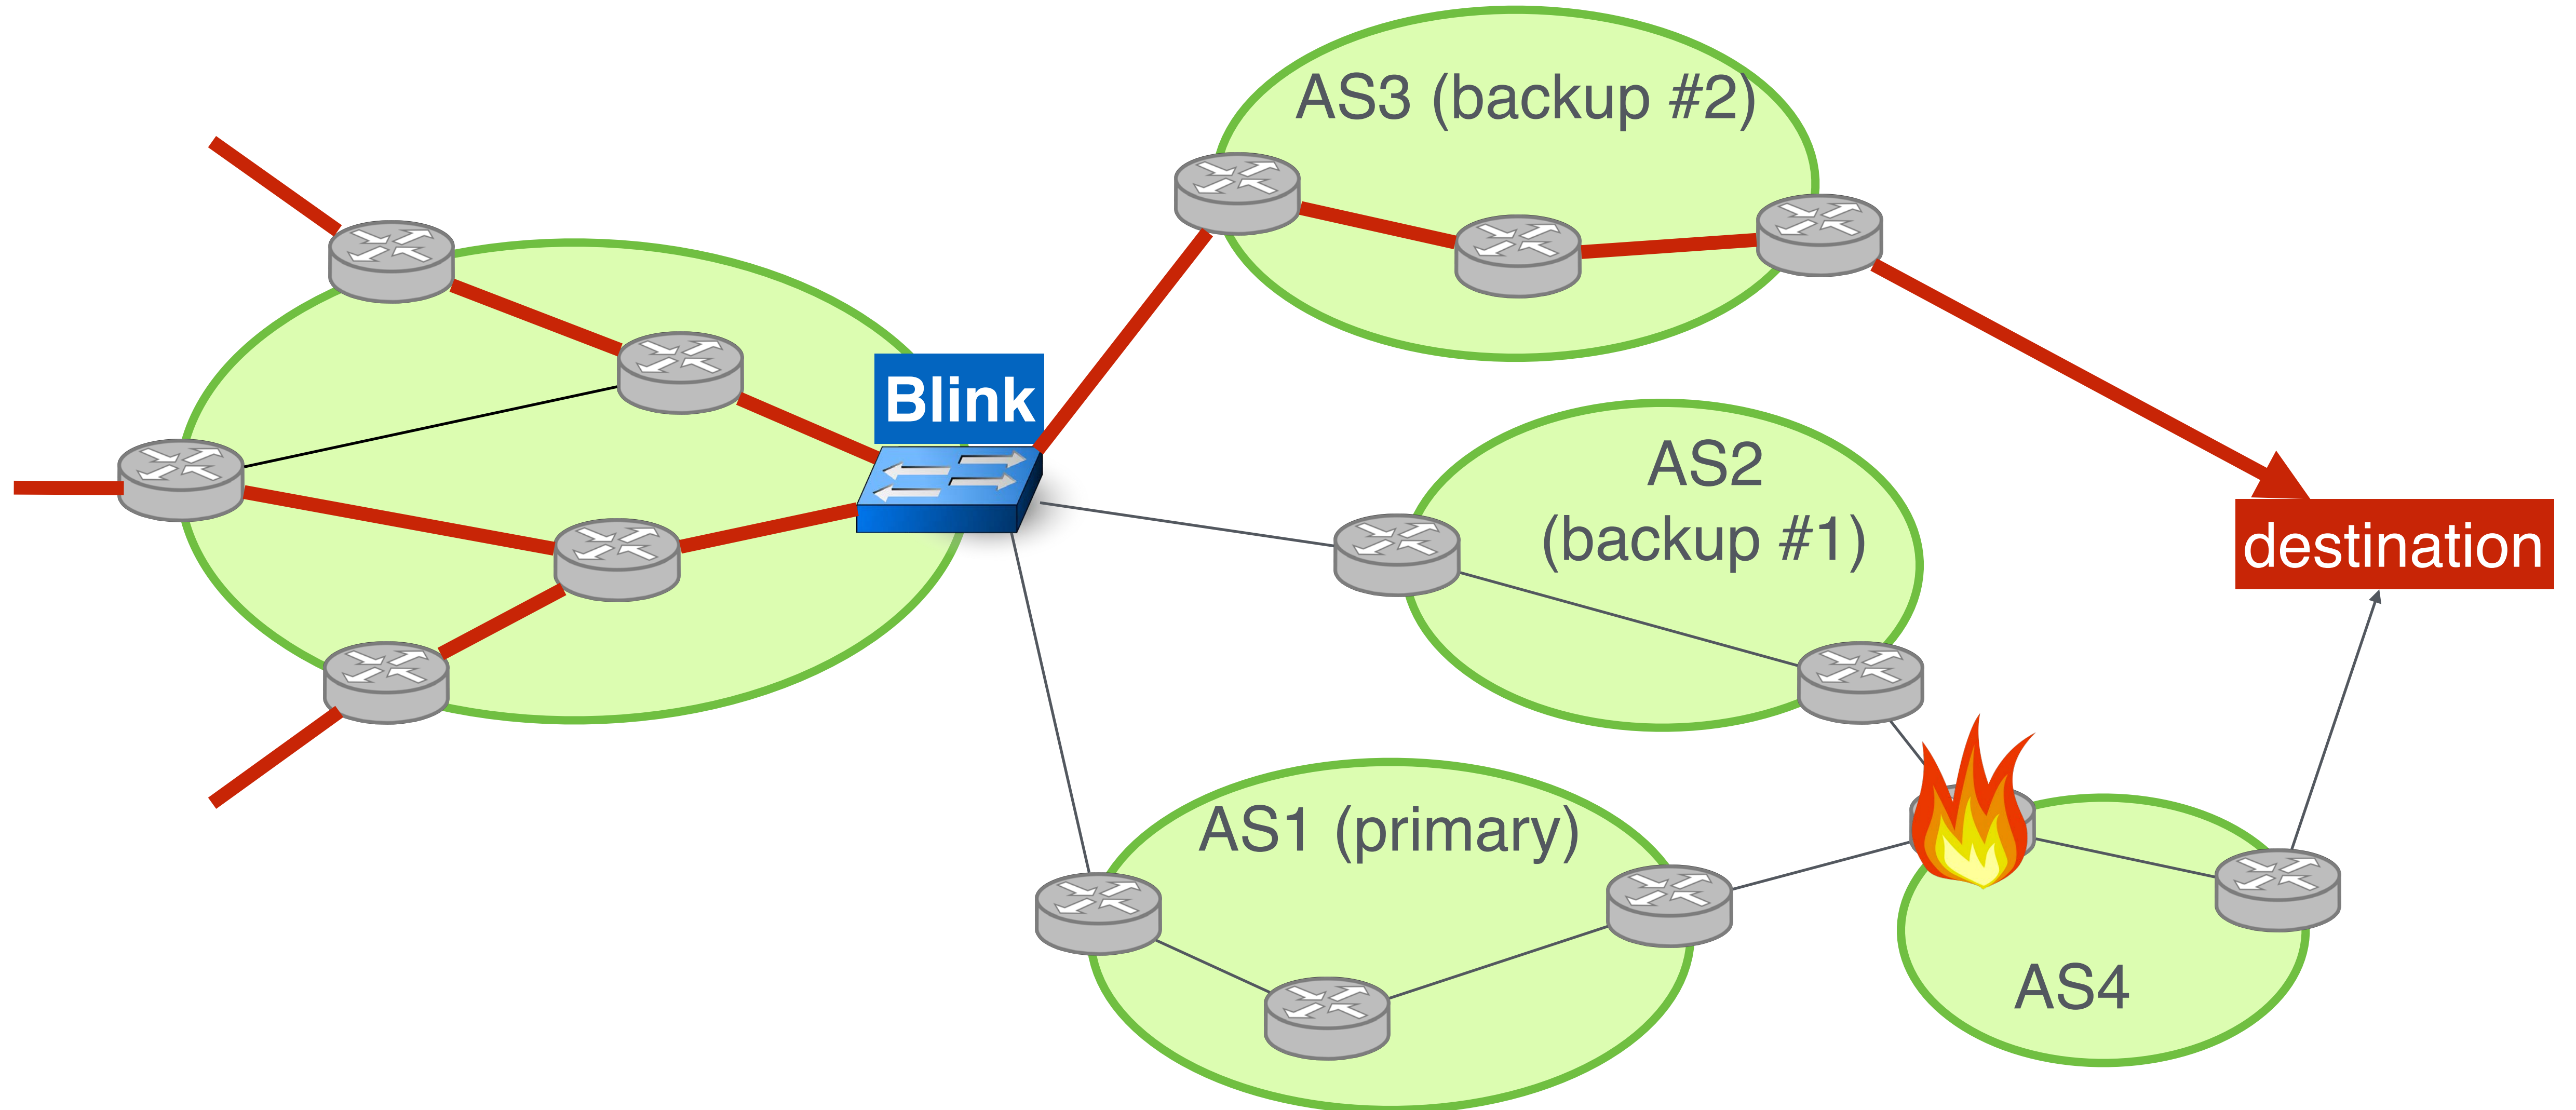 AS3 (backup #2)
Blink
AS2
(backup #1)
destination
AS1 (primary)
AS4